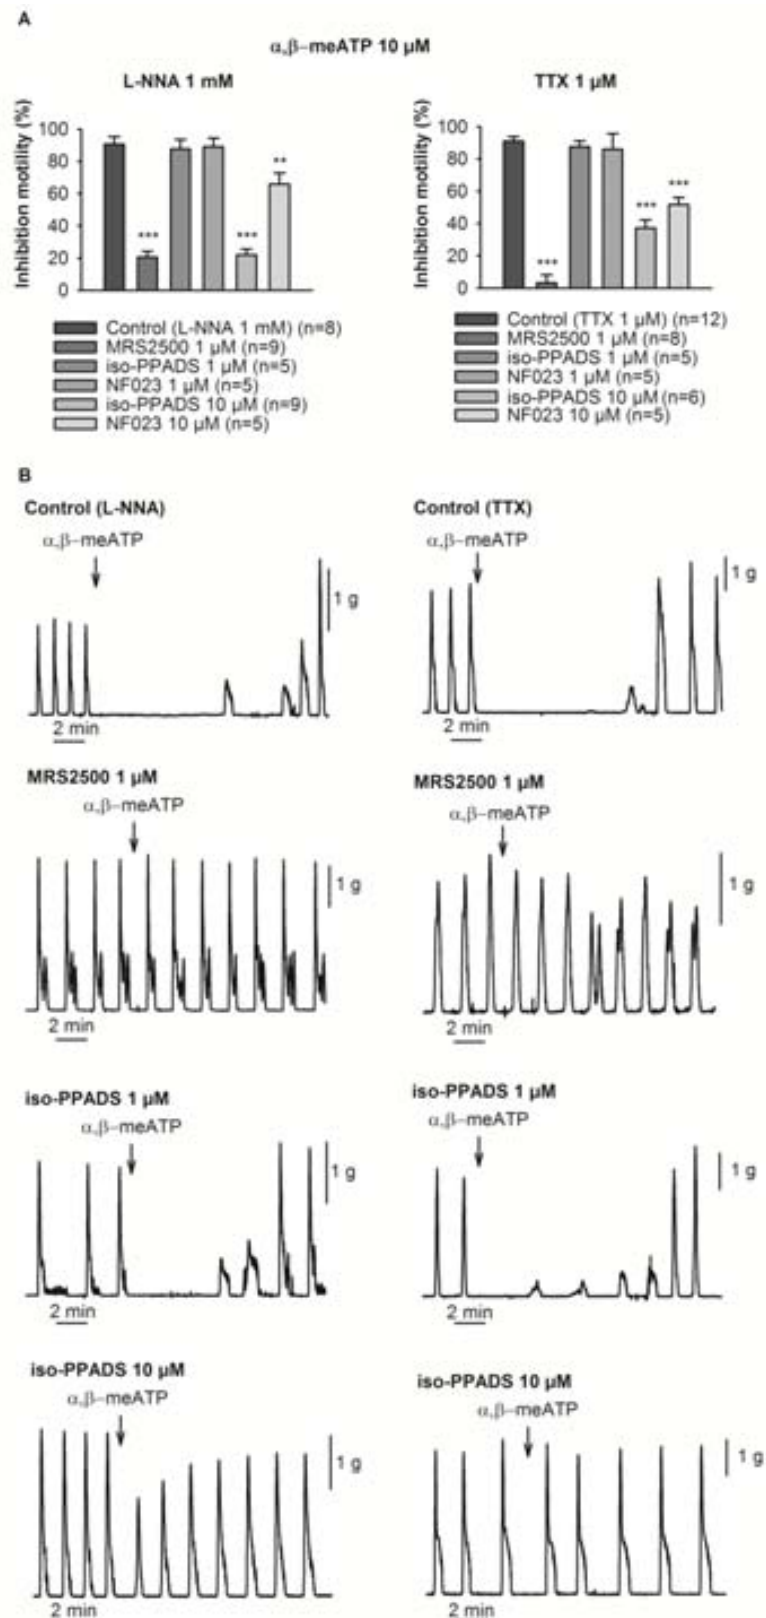 A
α,β–meATP 10 µM
L-NNA 1 mM
Inhibition motility (%)
100
80
60
40
20
0
***
***
**
Control (L-NNA 1 mM) (n=8)
MRS2500 1 µM (n=9)
iso-PPADS 1 µM (n=5)
NF023 1 µM (n=5)
iso-PPADS 10 µM (n=9)
NF023 10 µM (n=5)
TTX 1 µM
Inhibition motility (%)
100
80
60
40
20
0
***
***
***
Control (TTX 1 µM) (n=12)
MRS2500 1 µM (n=8)
iso-PPADS 1 µM (n=5)
NF023 1 µM (n=5)
iso-PPADS 10 µM (n=6)
NF023 10 µM (n=5)
B
Control (L-NNA)
α,β–meATP
1 g
2 min
Control (TTX)
α,β–meATP
1 g
2 min
MRS2500 1 µM
α,β–meATP
1 g
2 min
MRS2500 1 µM
α,β–meATP
1 g
2 min
iso-PPADS 1 µM
α,β–meATP
1 g
2 min
iso-PPADS 1 µM
α,β–meATP
1 g
2 min
iso-PPADS 10 µM
α,β–meATP
1 g
2 min
iso-PPADS 10 µM
α,β–meATP
1 g
2 min